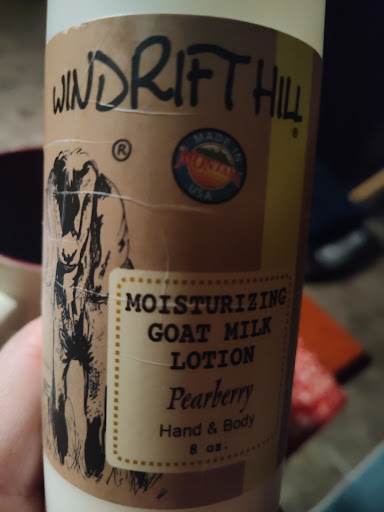 WINDRIFT HILL
®
®
MADE IN
MONTANA
USA
MOISTURIZING
GOAT MILK
LOTION
Pearberry
Hand & Body
8 oz.